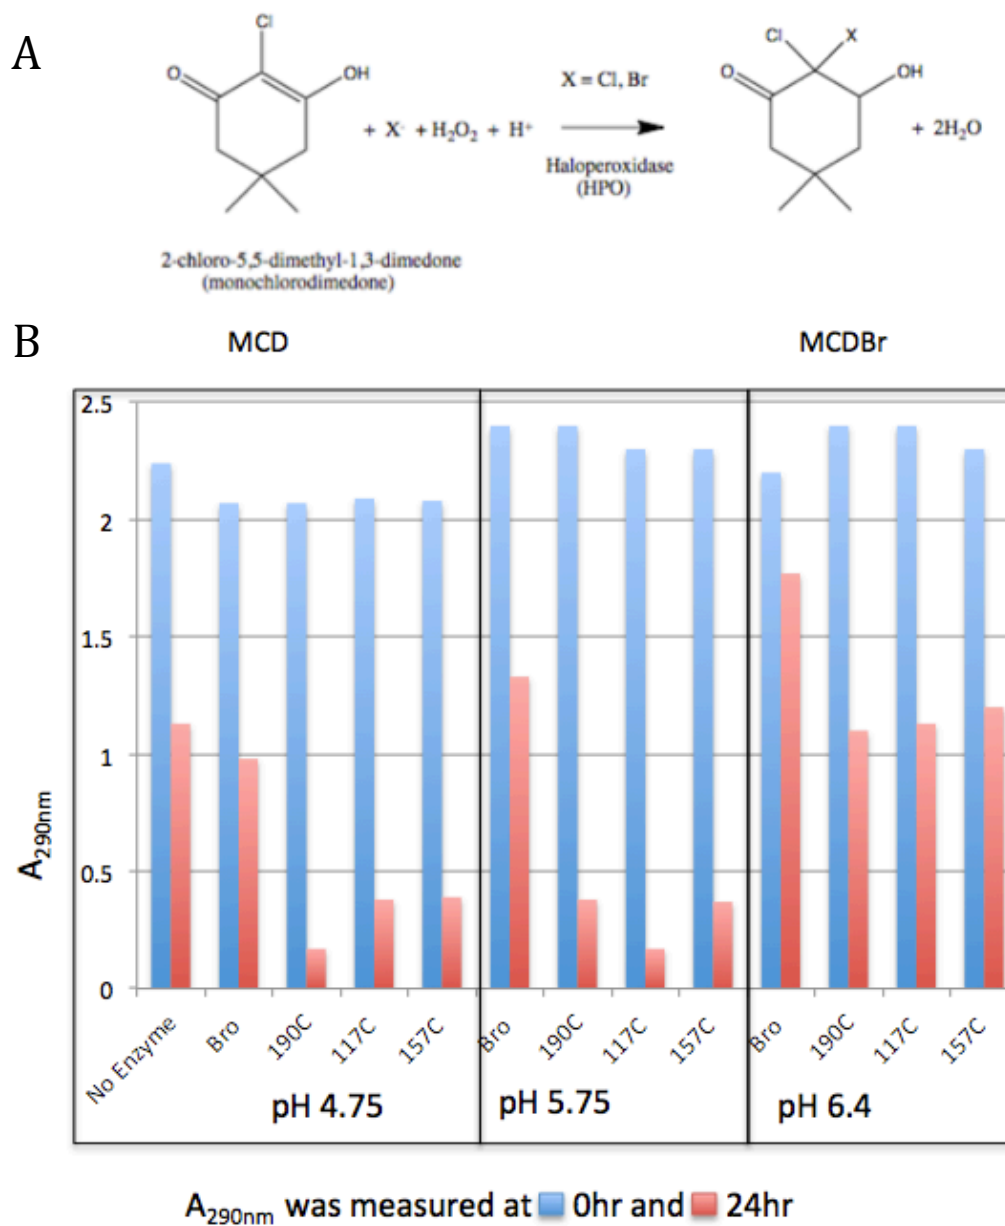 A
Cl
O
OH
+ X⁻ + H₂O₂ + H⁺
X = Cl, Br
Haloperoxidase
(HPO)
Cl
X
O
OH
+ 2H₂O
2-chloro-5,5-dimethyl-1,3-dimedone
(monochlorodimedone)
B
MCD
MCDBr
2.5
2
1.5
1
0.5
0
A₂₉₀nm
No Enzyme
Bro
190C
117C
157C
Bro
190C
117C
157C
Bro
190C
117C
157C
pH 4.75
pH 5.75
pH 6.4
A₂₉₀nm was measured at 0hr and 24hr